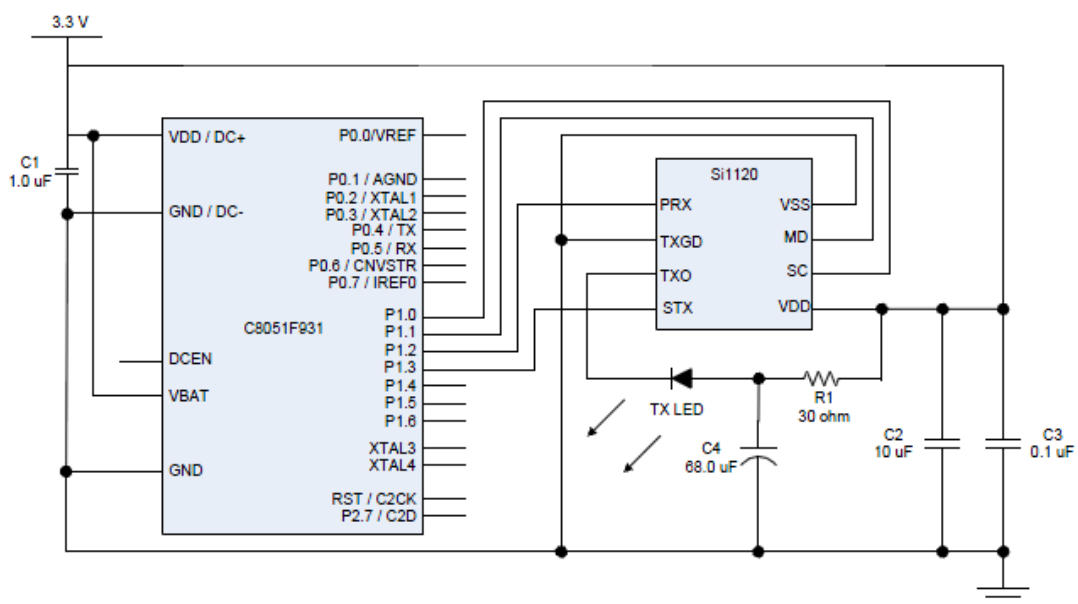 3.3 V
C1
1.0 uF
VDD / DC+
GND / DC-
C8051F931
DCEN
VBAT
GND
P0.0/VREF
P0.1 / AGND
P0.2 / XTAL1
P0.3 / XTAL2
P0.4 / TX
P0.5 / RX
P0.6 / CNVSTR
P0.7 / IREF0
P1.0
P1.1
P1.2
P1.3
P1.4
P1.5
P1.6
XTAL3
XTAL4
RST / C2CK
P2.7 / C2D
Si1120
PRX
TXGD
TXO
STX
VSS
MD
SC
VDD
TX LED
R1
30 ohm
C4
68.0 uF
C2
10 uF
C3
0.1 uF